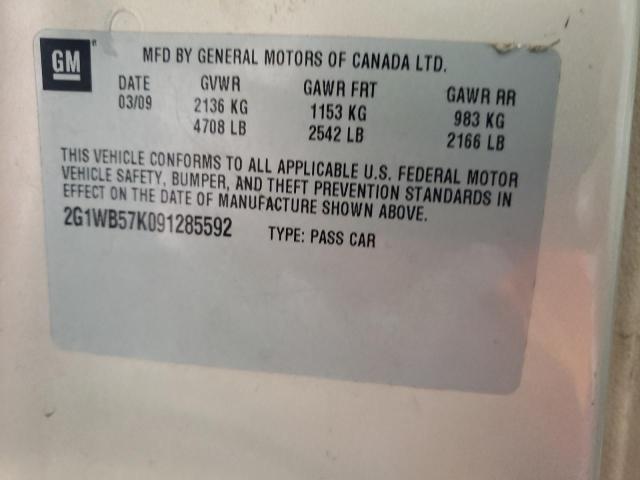 GM
MFD BY GENERAL MOTORS OF CANADA LTD.
DATE GVWR GAWR FRT GAWR RR
03/09 2136 KG 1153 KG 983 KG
4708 LB 2542 LB 2166 LB
THIS VEHICLE CONFORMS TO ALL APPLICABLE U.S. FEDERAL MOTOR
VEHICLE SAFETY, BUMPER, AND THEFT PREVENTION STANDARDS IN
EFFECT ON THE DATE OF MANUFACTURE SHOWN ABOVE.
2G1WB57K091285592 TYPE: PASS CAR